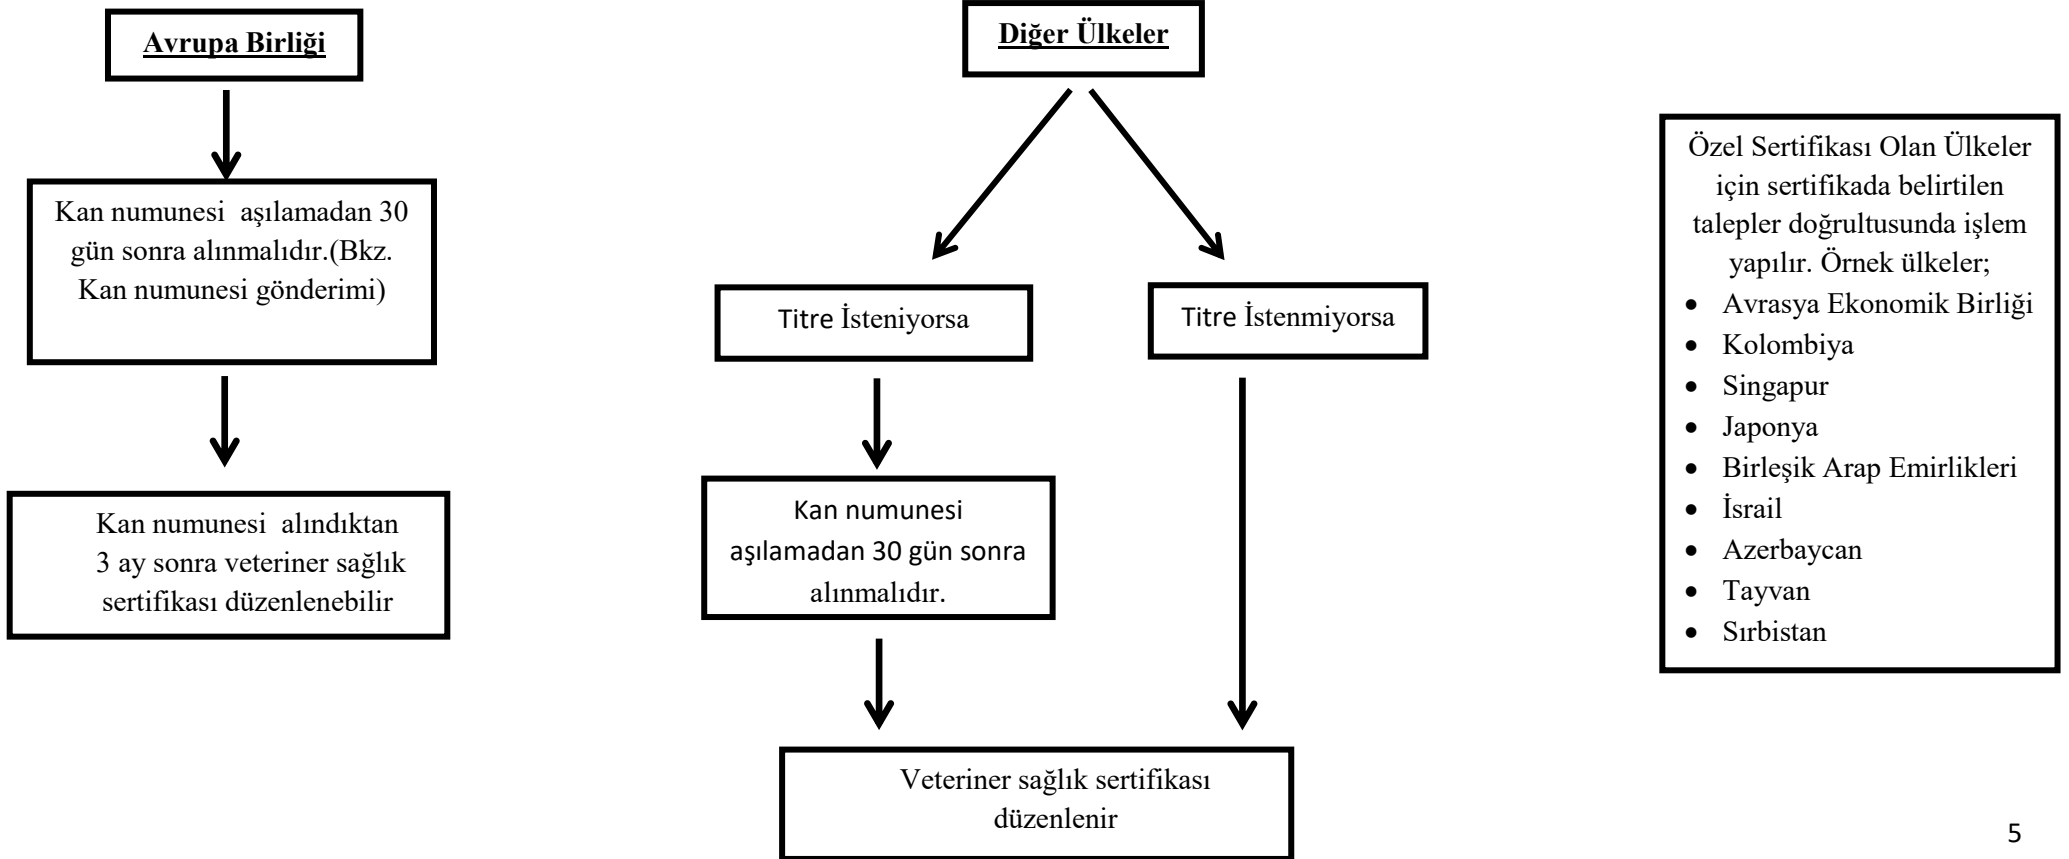 Avrupa Birliği
Kan numunesi  aşılamadan 30
gün sonra alınmalıdır.(Bkz.
Kan numunesi gönderimi)
Kan numunesi  alındıktan
3 ay sonra veteriner sağlık
sertifikası düzenlenebilir
Diğer Ülkeler
Titre İsteniyorsa
Titre İstenmiyorsa
Kan numunesi
aşılamadan 30 gün sonra
alınmalıdır.
Veteriner sağlık sertifikası
düzenlenir
Özel Sertifikası Olan Ülkeler
için sertifikada belirtilen
talepler doğrultusunda işlem
yapılır. Örnek ülkeler;
• Avrasya Ekonomik Birliği
• Kolombiya
• Singapur
• Japonya
• Birleşik Arap Emirlikleri
• İsrail
• Azerbaycan
• Tayvan
• Sırbistan
5